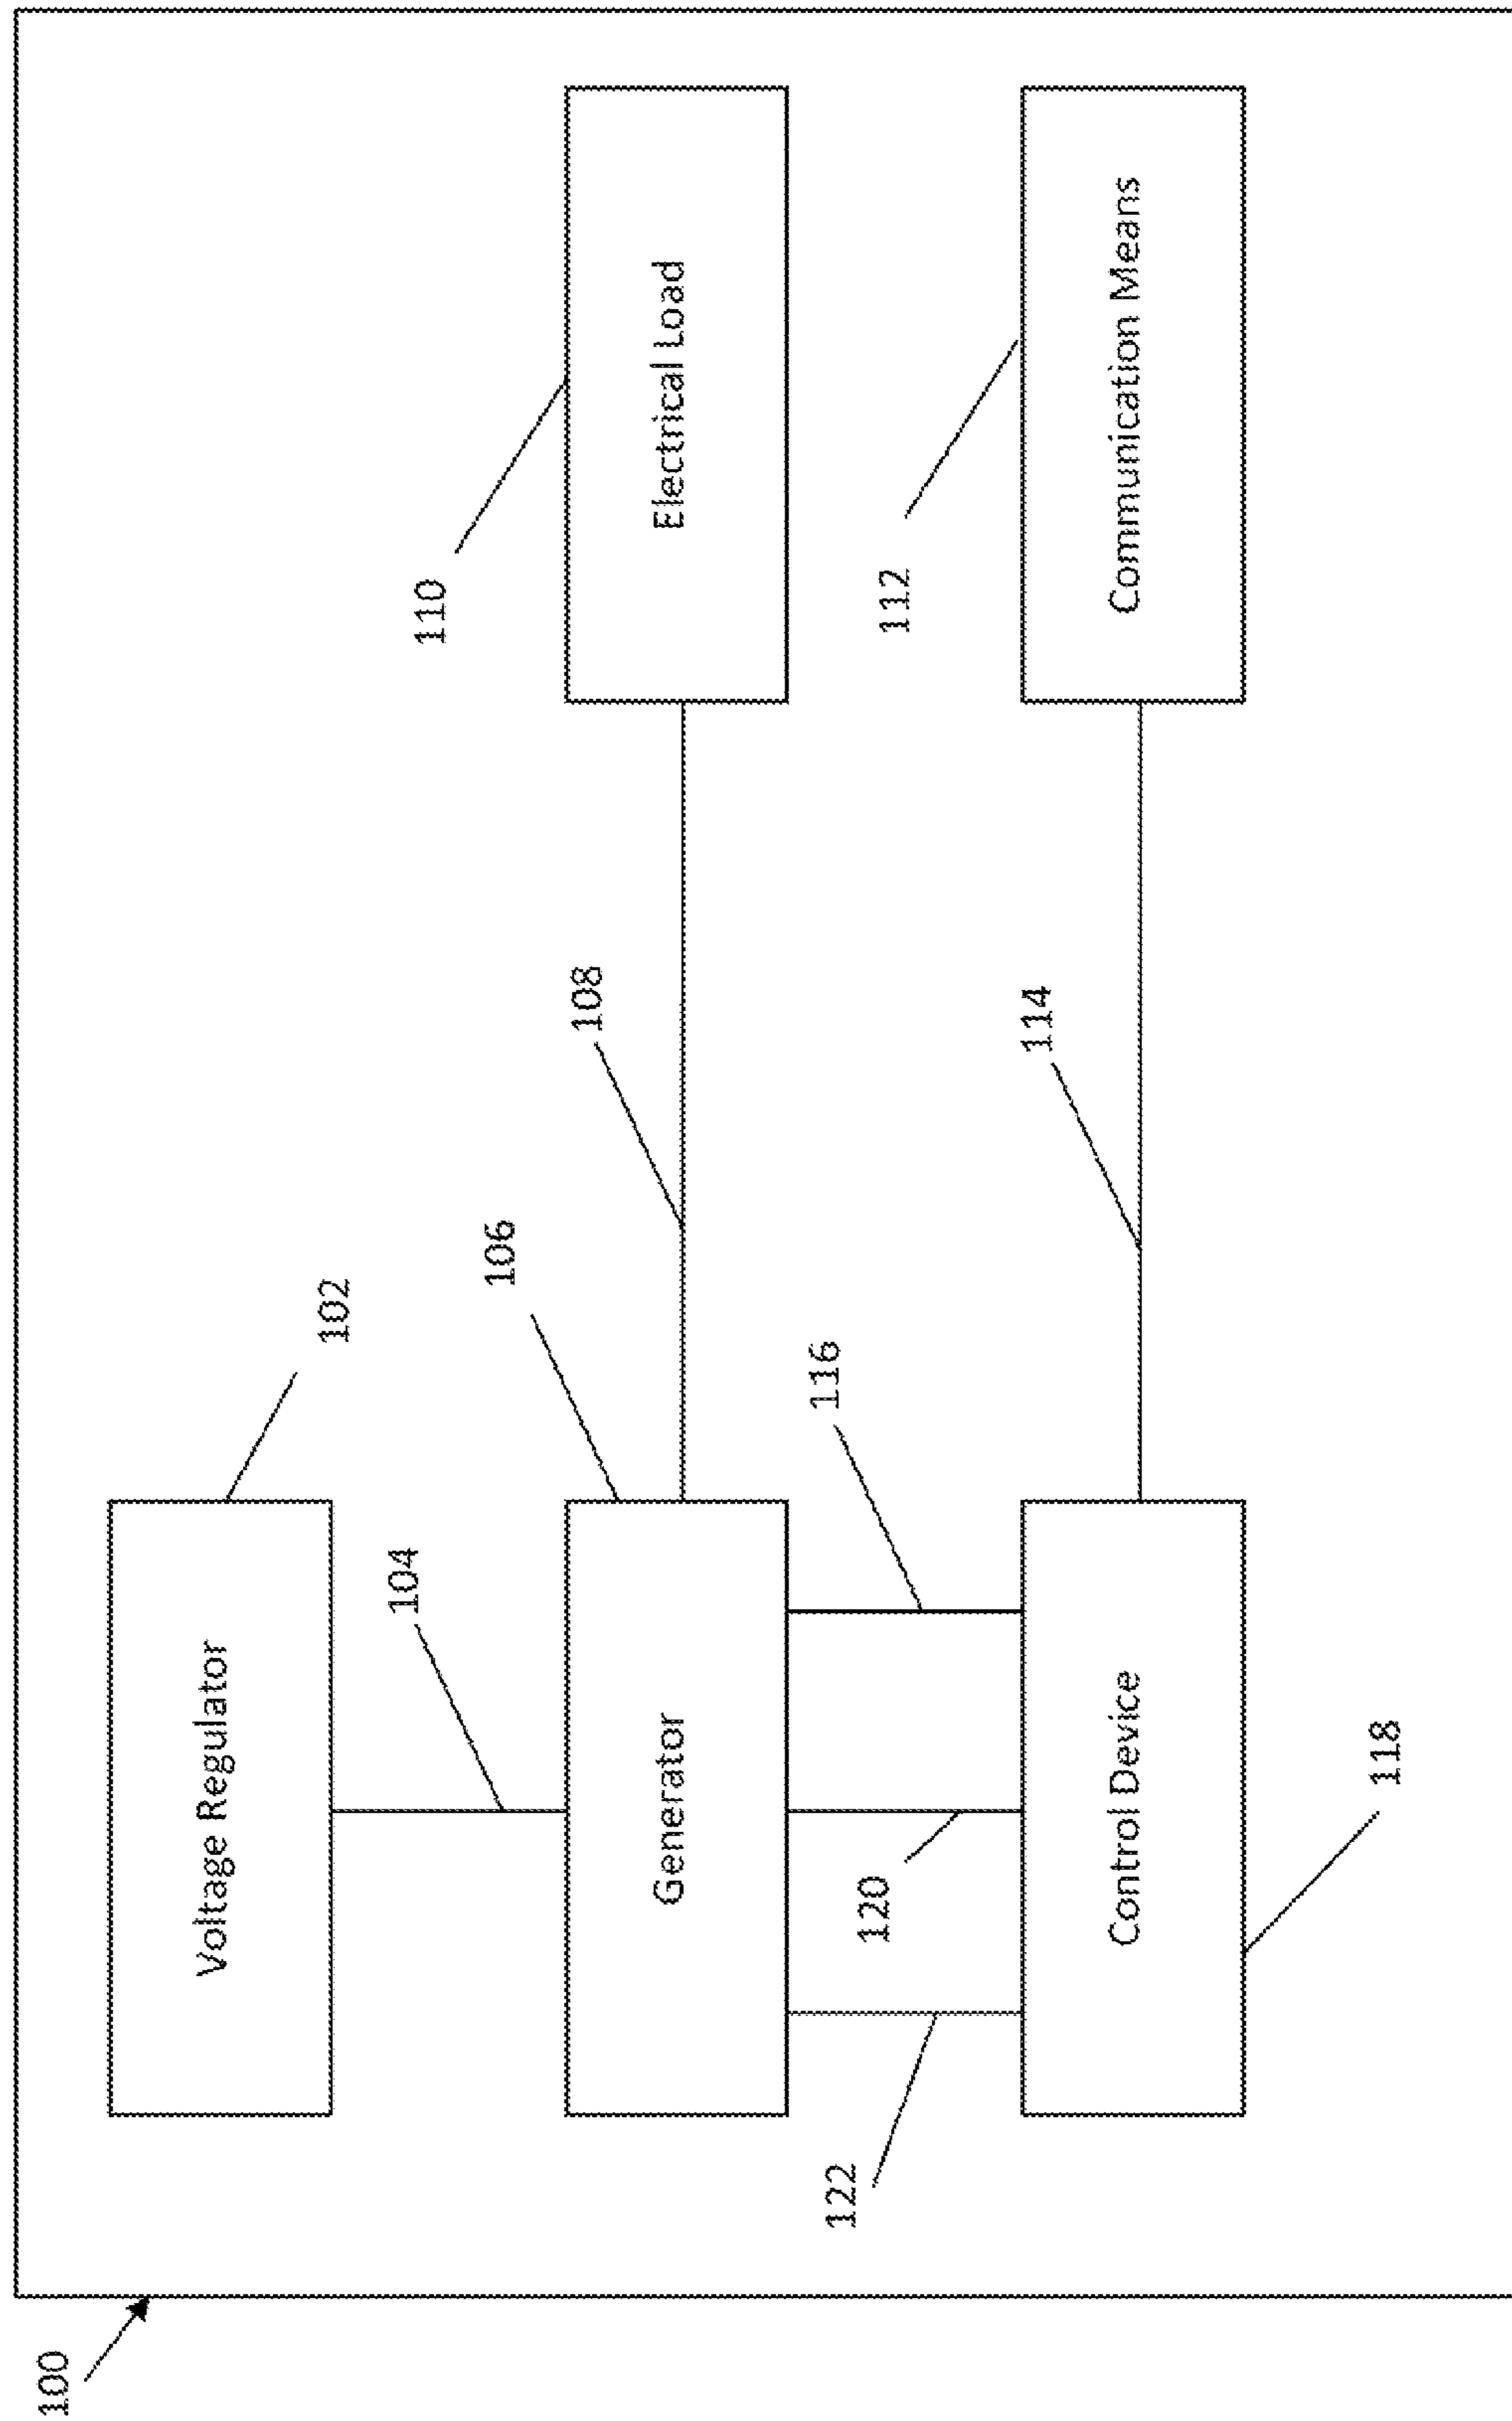 100
Voltage Regulator
102
104
106
Generator
108
110
Electrical Load
122
120
116
114
112
Control Device
Communication Means
118